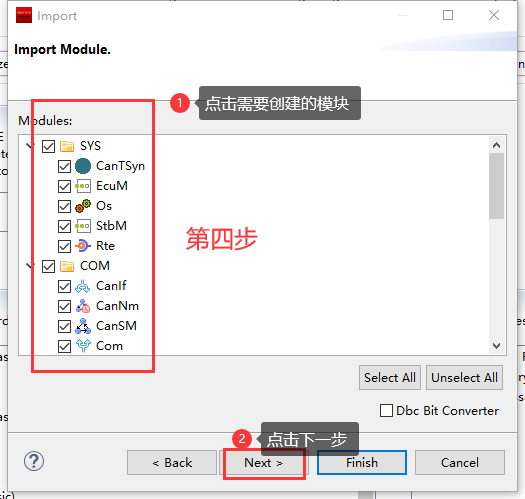 Import
Import Module.
1 点击需要创建的模块
Modules:
SYS
CanTSyn
EcuM
Os
StbM
Rte
第四步
COM
CanIf
CanNm
CanSM
Com
Select All
Unselect All
Dbc Bit Converter
2 点击下一步
?
< Back
Next >
Finish
Cancel